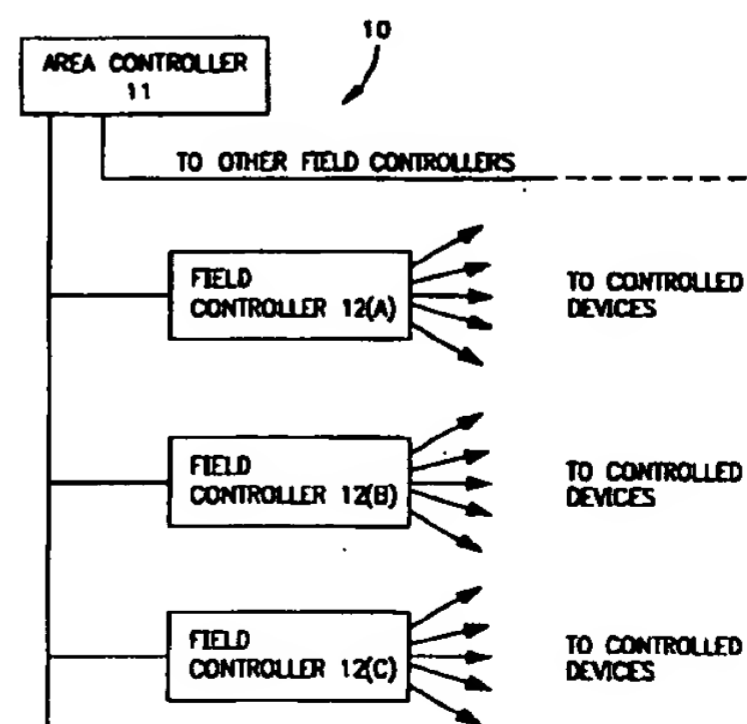 10
AREA CONTROLLER
11
TO OTHER FIELD CONTROLLERS
FIELD
CONTROLLER 12(A)
TO CONTROLLED
DEVICES
FIELD
CONTROLLER 12(B)
TO CONTROLLED
DEVICES
FIELD
CONTROLLER 12(C)
TO CONTROLLED
DEVICES